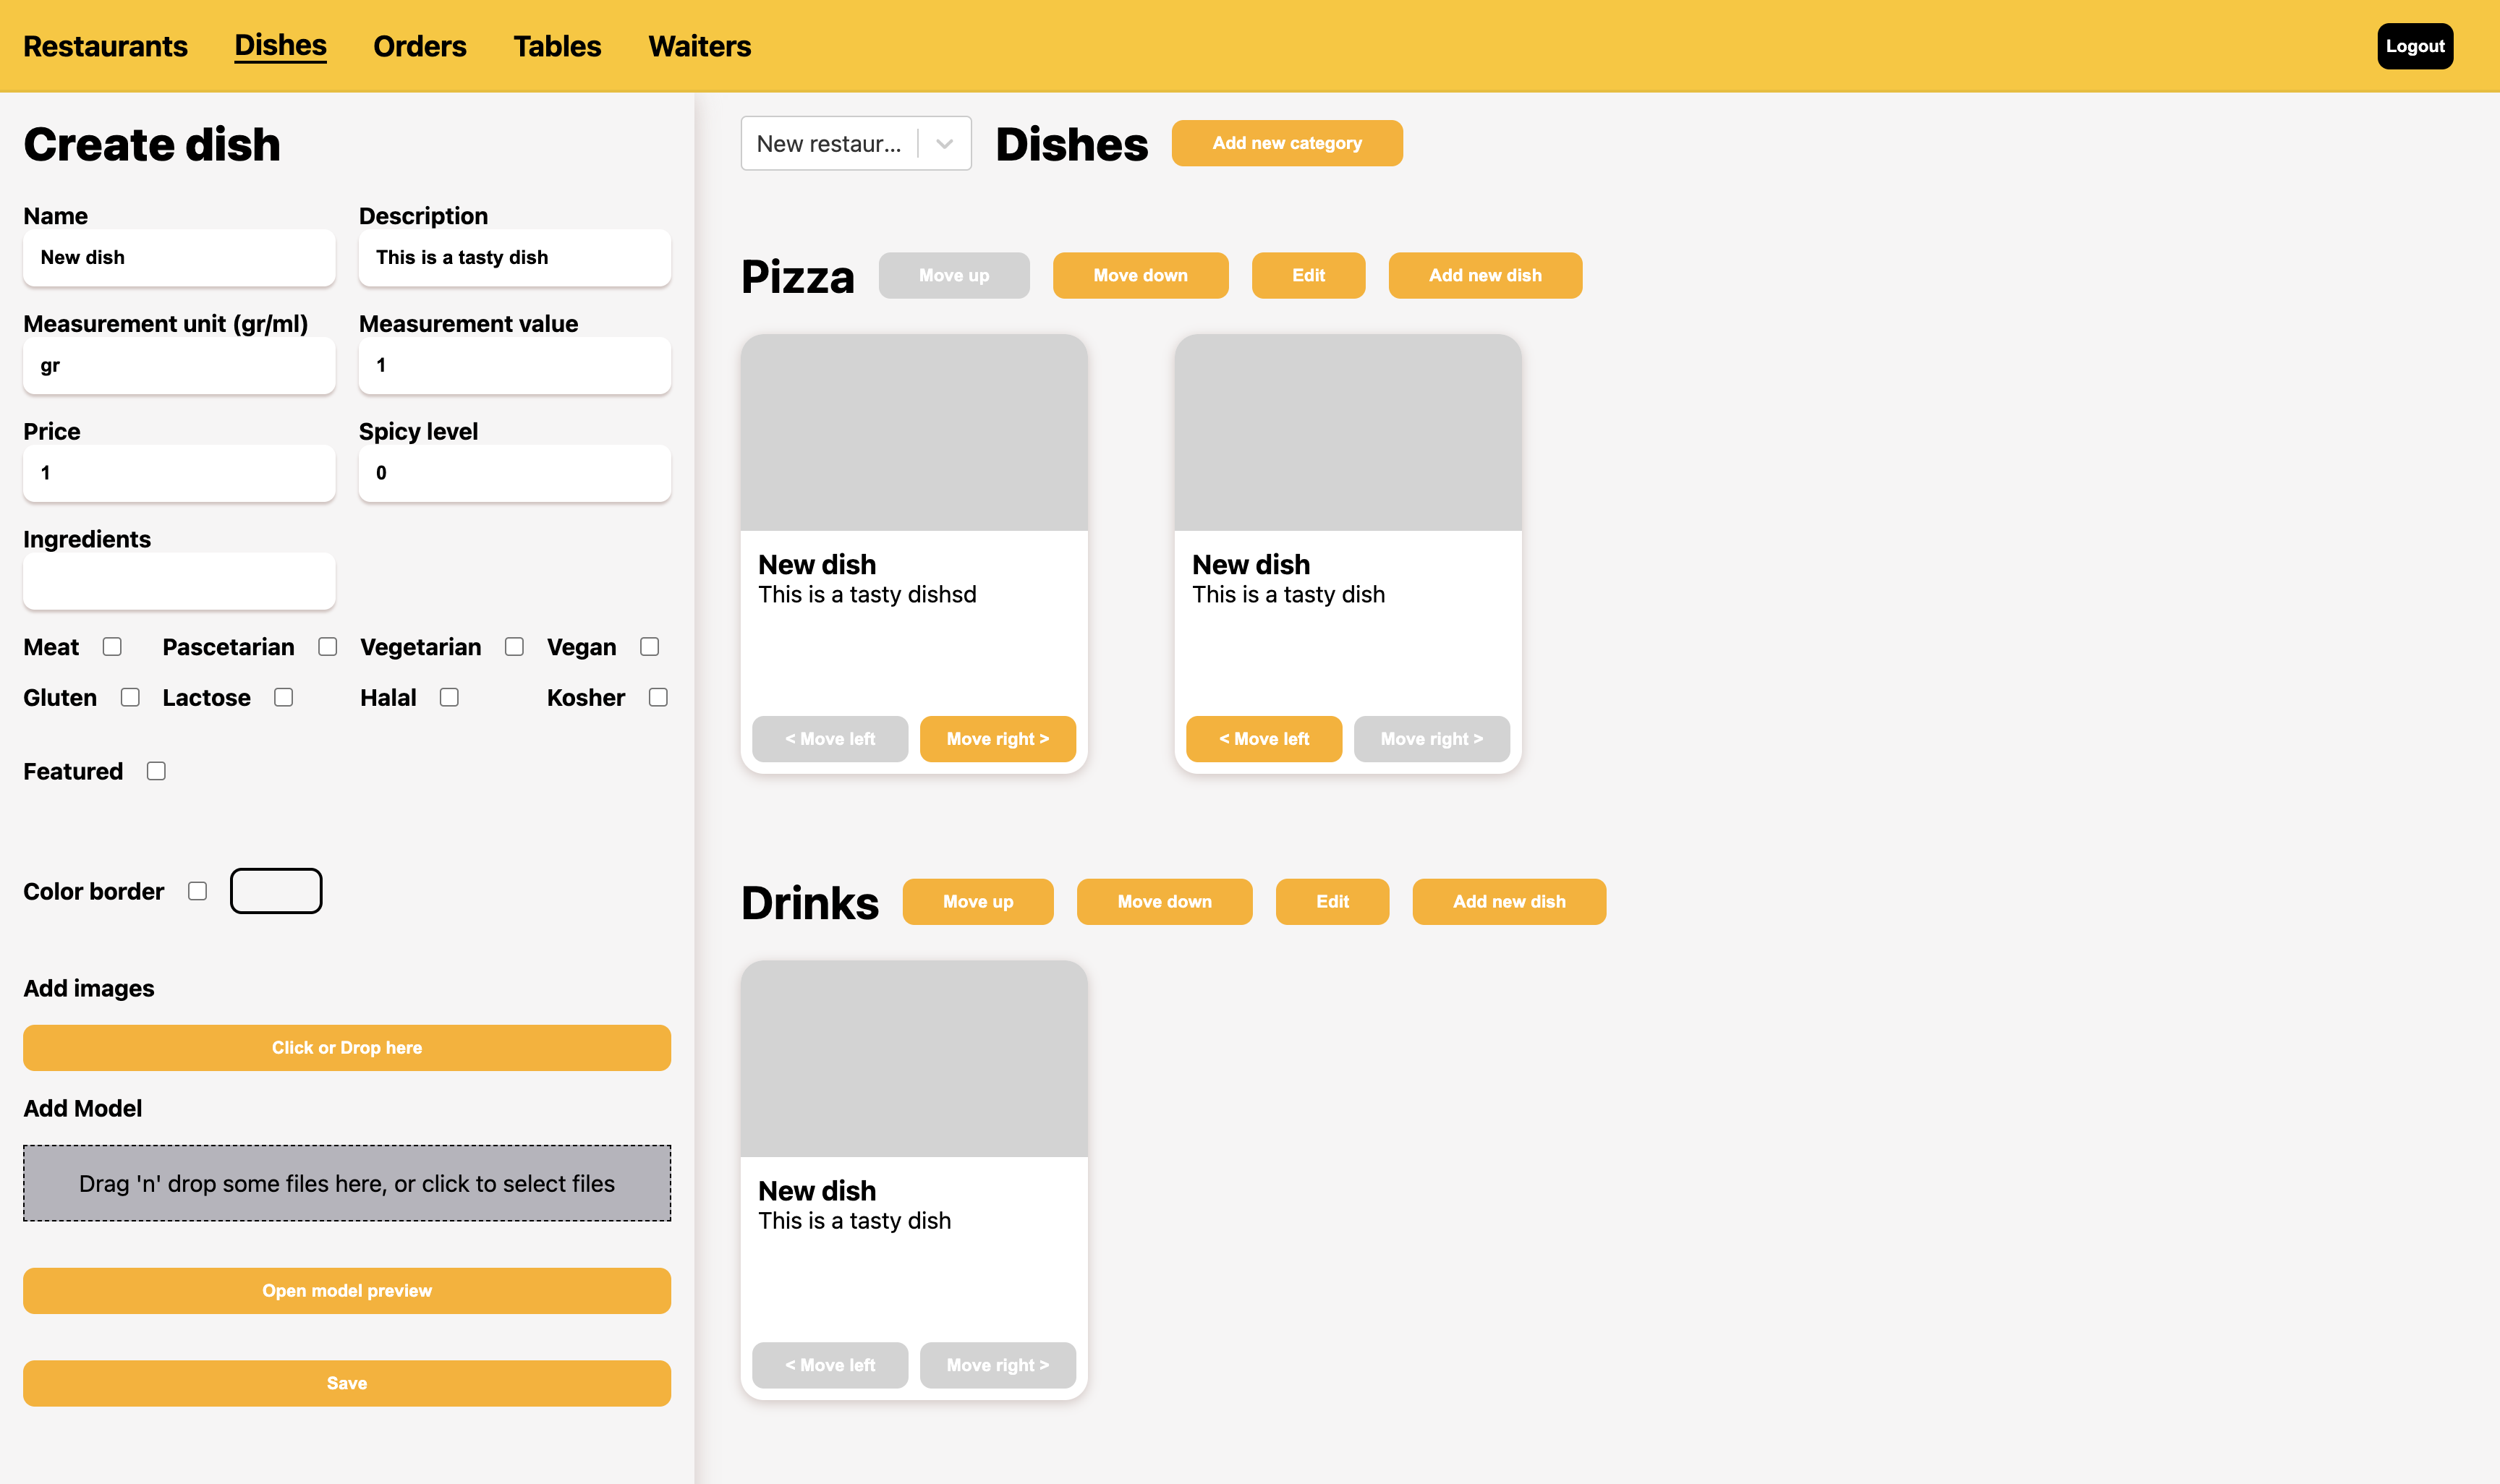 Restaurants Dishes Orders Tables Waiters Logout
Create dish
Name Description
New dish This is a tasty dish
Measurement unit (gr/ml) Measurement value
gr 1
Price Spicy level
1 0
Ingredients
Meat Pascetarian Vegetarian Vegan
Gluten Lactose Halal Kosher
Featured
Color border
Add images
Click or Drop here
Add Model
Drag 'n' drop some files here, or click to select files
Open model preview
Save
New restaur... Dishes Add new category
Pizza Move up Move down Edit Add new dish
New dish
This is a tasty dishsd
< Move left Move right >
New dish
This is a tasty dish
< Move left Move right >
Drinks Move up Move down Edit Add new dish
New dish
This is a tasty dish
< Move left Move right >